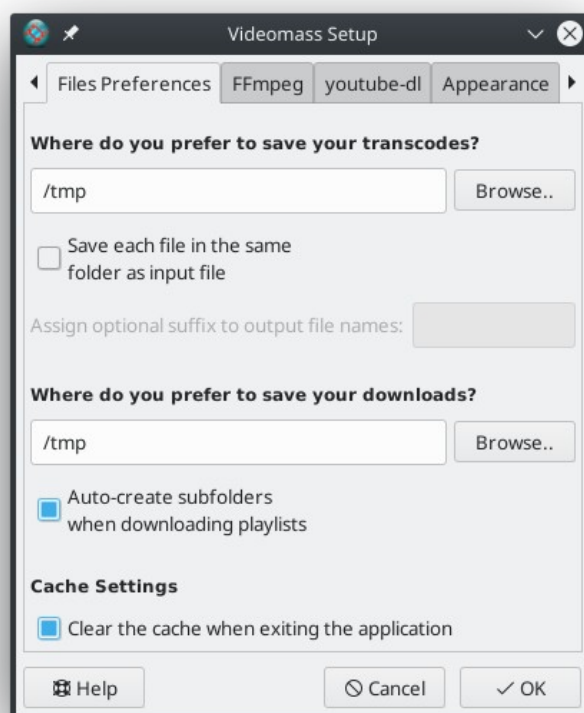 Videomass Setup
Files Preferences FFmpeg youtube-dl Appearance
Where do you prefer to save your transcodes?
/tmp Browse..
Save each file in the same
folder as input file
Assign optional suffix to output file names:
Where do you prefer to save your downloads?
/tmp Browse..
Auto-create subfolders
when downloading playlists
Cache Settings
Clear the cache when exiting the application
Help Cancel OK